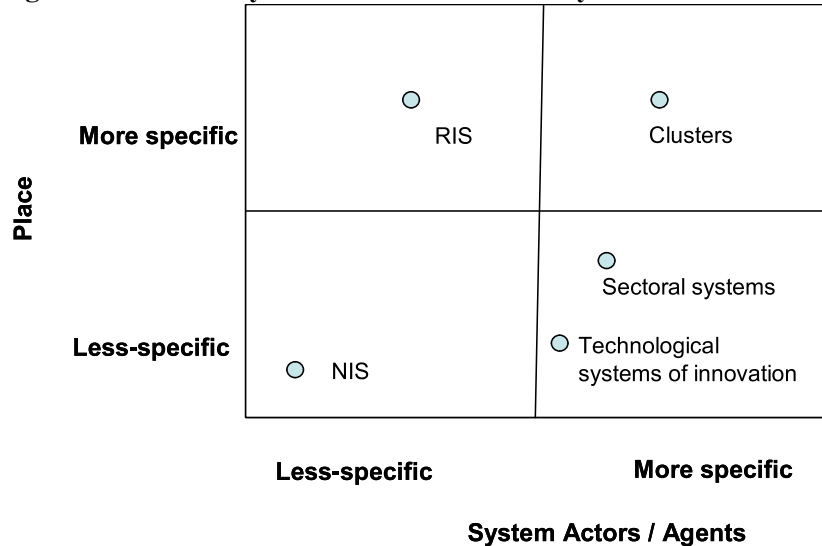 More specific
RIS
Clusters
Place
Sectoral systems
Less-specific
Technological
systems of innovation
NIS
Less-specific
More specific
System Actors / Agents